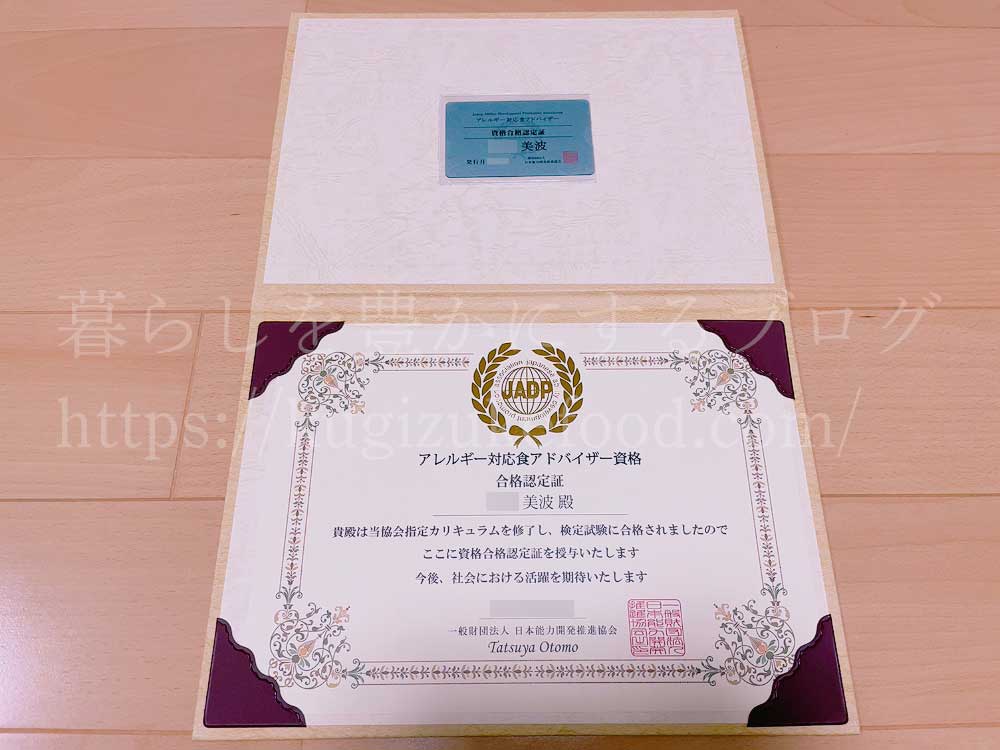 アレルギー対応食アドバイザー
資格合格認定証
美波
発行日
暮らしを豊かにするブログ
JADP
アレルギー対応食アドバイザー資格
合格認定証
美波 殿
貴殿は当協会指定カリキュラムを修了し、検定試験に合格されましたので
ここに資格合格認定証を授与いたします
今後、社会における活躍を期待いたします
一般財団法人 日本能力開発推進協会
Tatsuya Otomo